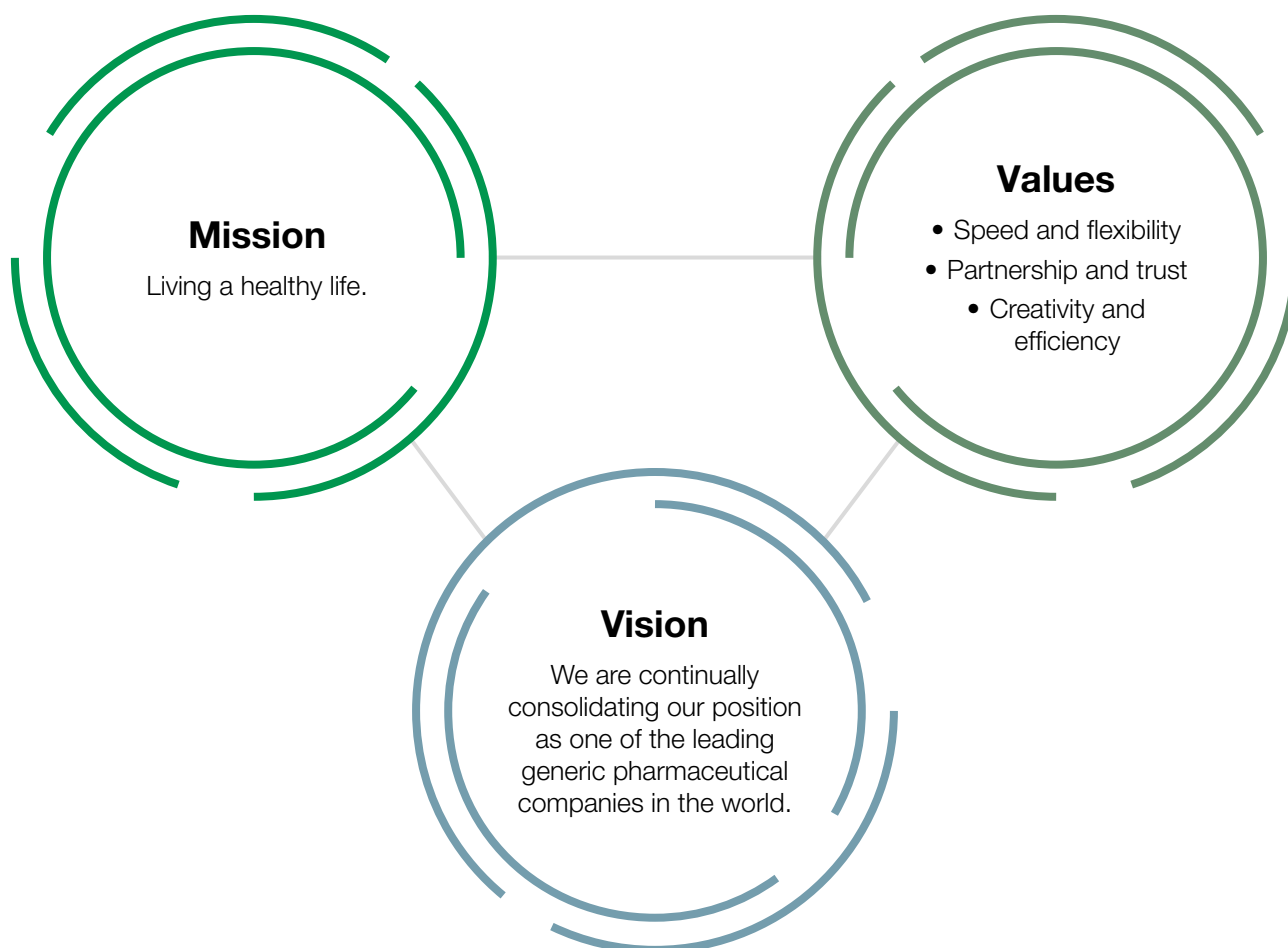 Mission
Living a healthy life.
Values
• Speed and flexibility
• Partnership and trust
• Creativity and
efficiency
Vision
We are continually
consolidating our position
as one of the leading
generic pharmaceutical
companies in the world.